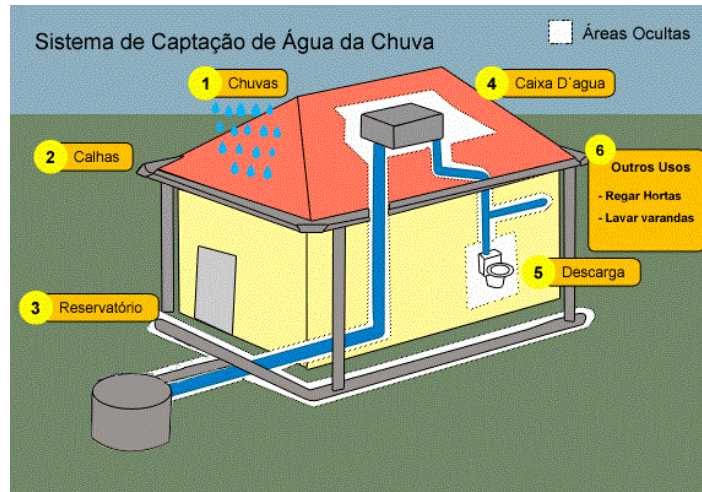 Sistema de Captação de Água da Chuva
Áreas Ocultas
1 Chuvas
4 Caixa D´agua
2 Calhas
6
Outros Usos
- Regar Hortas
- Lavar varandas
5 Descarga
3 Reservatório